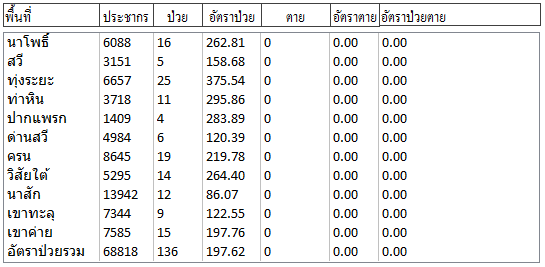 พื้นที่ ประชากร ป่วย อัตราป่วย ตาย อัตราตาย อัตราป่วยตาย
นาโพธิ์ 6088 16 262.81 0 0.00 0.00
สวี 3151 5 158.68 0 0.00 0.00
ทุ่งระยะ 6657 25 375.54 0 0.00 0.00
ท่าหิน 3718 11 295.86 0 0.00 0.00
ปากแพรก 1409 4 283.89 0 0.00 0.00
ด่านสวี 4984 6 120.39 0 0.00 0.00
ครน 8645 19 219.78 0 0.00 0.00
วิสัยใต้ 5295 14 264.40 0 0.00 0.00
นาสัก 13942 12 86.07 0 0.00 0.00
เขาทะลุ 7344 9 122.55 0 0.00 0.00
เขาค่าย 7585 15 197.76 0 0.00 0.00
อัตราป่วยรวม 68818 136 197.62 0 0.00 0.00